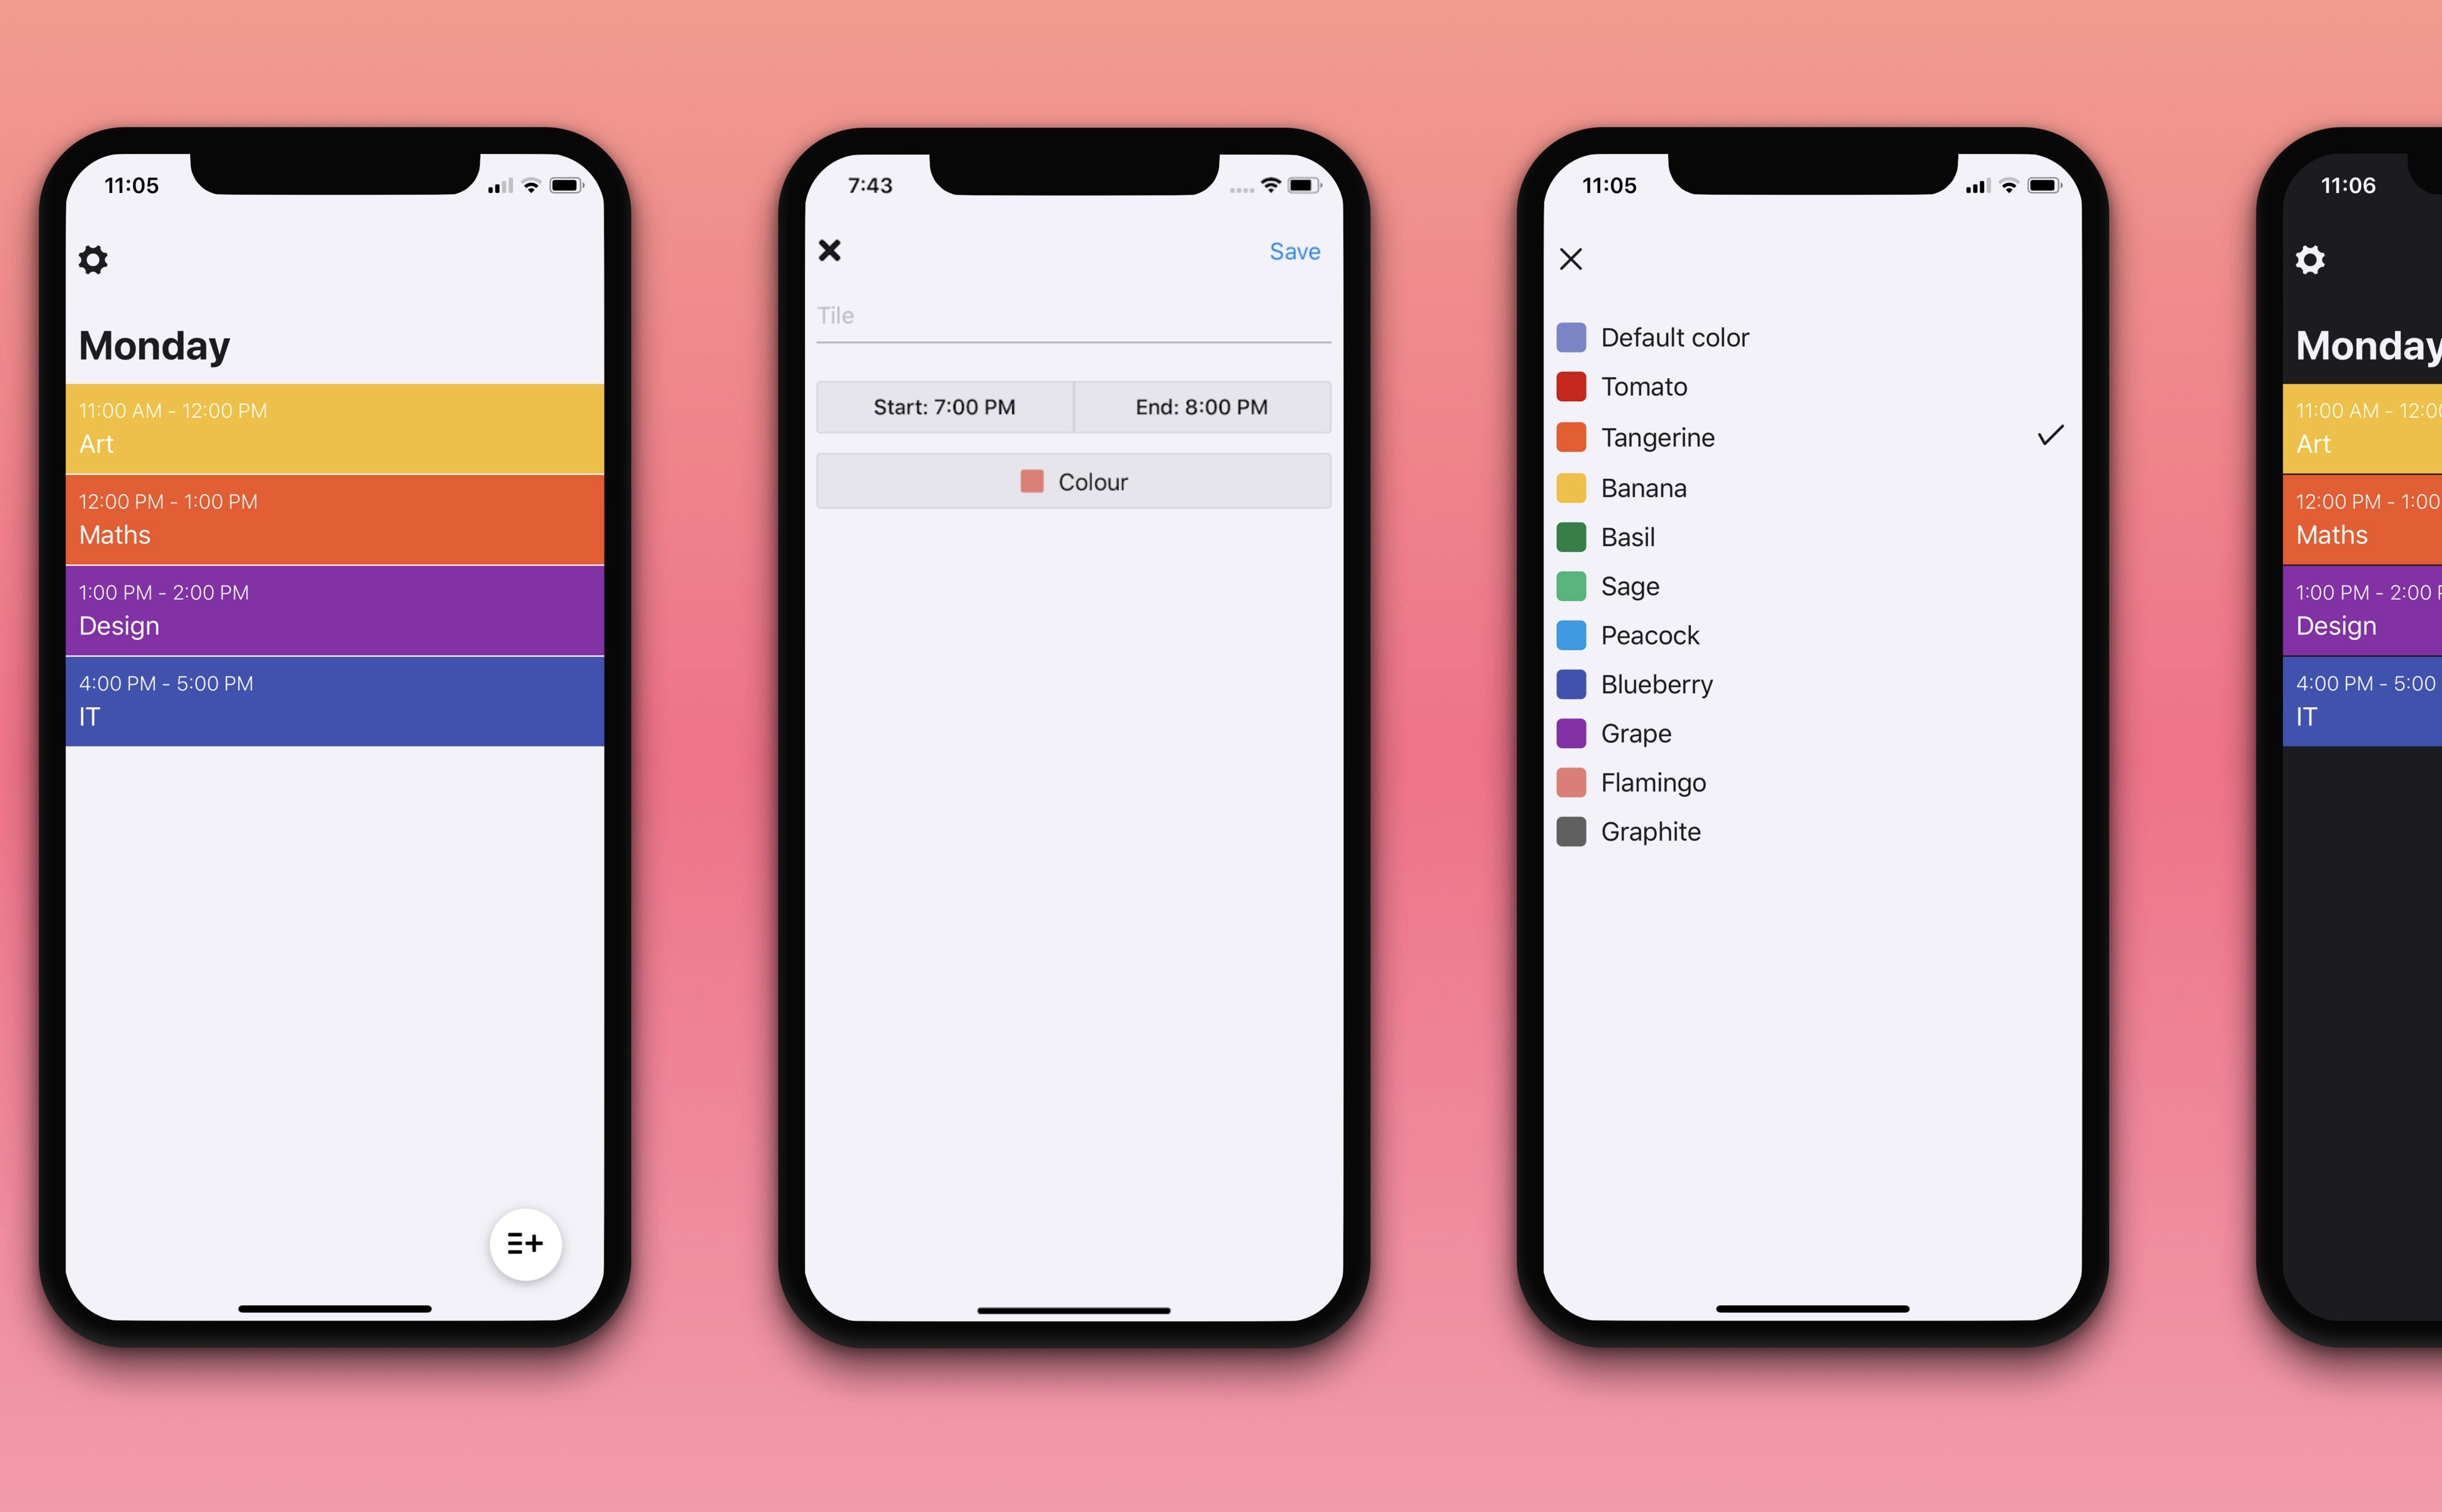 11:05
Monday
11:00 AM - 12:00 PM
Art
12:00 PM - 1:00 PM
Maths
1:00 PM - 2:00 PM
Design
4:00 PM - 5:00 PM
IT
7:43
Save
Tile
Start: 7:00 PM
End: 8:00 PM
Colour
11:05
Default color
Tomato
Tangerine
Banana
Basil
Sage
Peacock
Blueberry
Grape
Flamingo
Graphite
11:06
Monday
11:00 AM - 12:00
Art
12:00 PM - 1:00
Maths
1:00 PM - 2:00
Design
4:00 PM - 5:00
IT